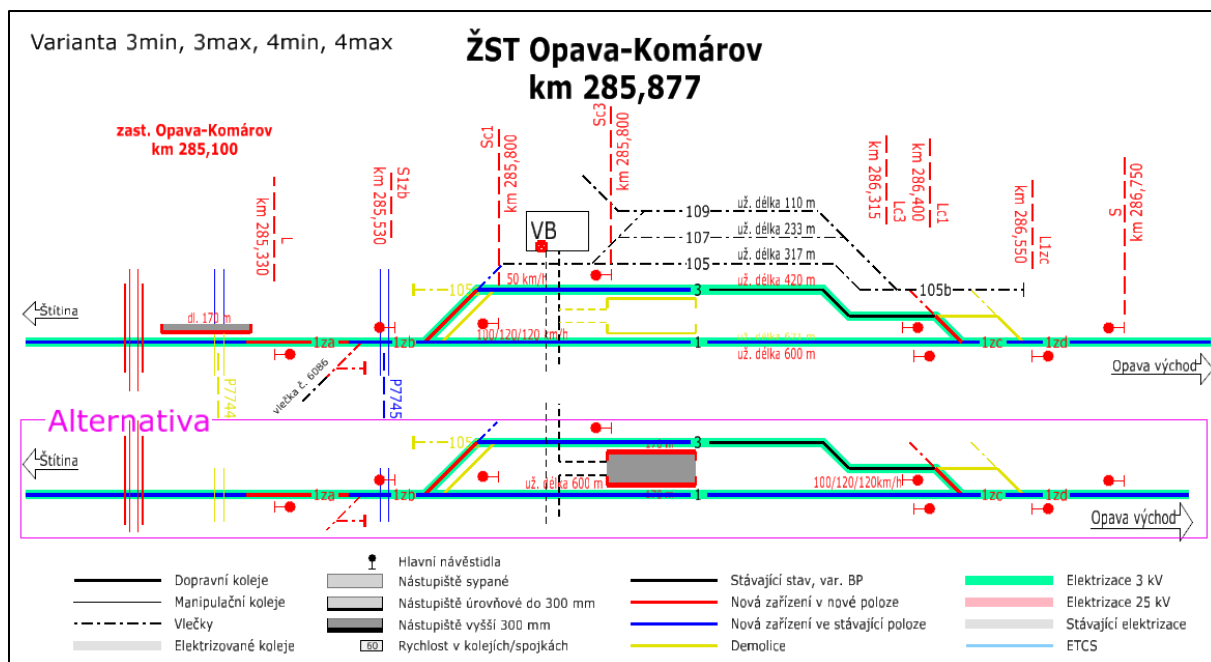 Varianta 3min, 3max, 4min, 4max
ŽST Opava-Komárov
km 285,877
zast. Opava-Komárov
km 285,100
L
km 285,330
S1zb
km 285,530
Sc1
km 285,800
Sc3
km 285,800
km 286,315
Lc3
km 286,400
Lc1
km 286,550
L1zc
km 286,750
S
VB
109
už. délka 110 m
107
už. délka 233 m
105
už. délka 317 m
105
50 km/h
3
už. délka 420 m
105b
Štítina
dl. 170 m
1za
1zb
100/120/120 km/h
1
už. délka 600 m
1zc
1zd
Opava východ
vlečka č. 6086
P7744
P7745
Alternativa
105
3
170 m
Štítina
už. délka 600 m
100/120/120km/h
1za
1zb
170 m
1
1zc
1zd
Opava východ
Dopravní koleje
Manipulační koleje
Vlečky
Elektrizované koleje
Hlavní návěstidla
Nástupiště sypané
Nástupiště úrovňové do 300 mm
Nástupiště vyšší 300 mm
60 Rychlost v kolejích/spojkách
Stávající stav, var. BP
Nová zařízení v nové poloze
Nová zařízení ve stávající poloze
Demolice
Elektrizace 3 kV
Elektrizace 25 kV
Stávající elektrizace
ETCS